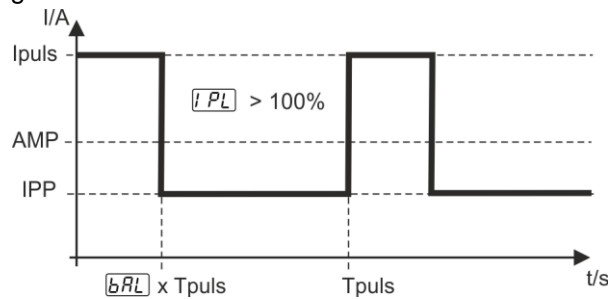 g
I/A
Ipuls
IPL > 100%
AMP
IPP
t/s
bAL x Tpuls
Tpuls